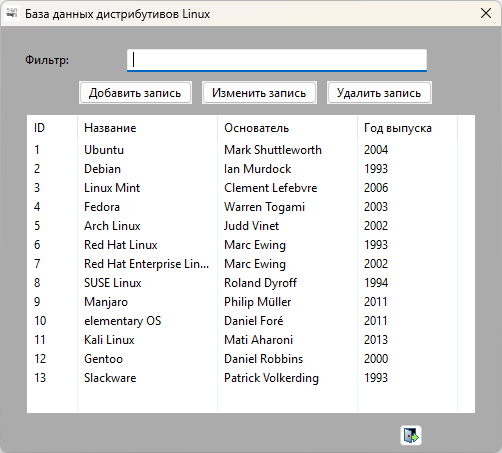 База данных дистрибутивов Linux
Фильтр:
Добавить запись Изменить запись Удалить запись
ID Название Основатель Год выпуска
1 Ubuntu Mark Shuttleworth 2004
2 Debian Ian Murdock 1993
3 Linux Mint Clement Lefebvre 2006
4 Fedora Warren Togami 2003
5 Arch Linux Judd Vinet 2002
6 Red Hat Linux Marc Ewing 1993
7 Red Hat Enterprise Lin... Marc Ewing 2002
8 SUSE Linux Roland Dyroff 1994
9 Manjaro Philip Müller 2011
10 elementary OS Daniel Foré 2011
11 Kali Linux Mati Aharoni 2013
12 Gentoo Daniel Robbins 2000
13 Slackware Patrick Volkerding 1993